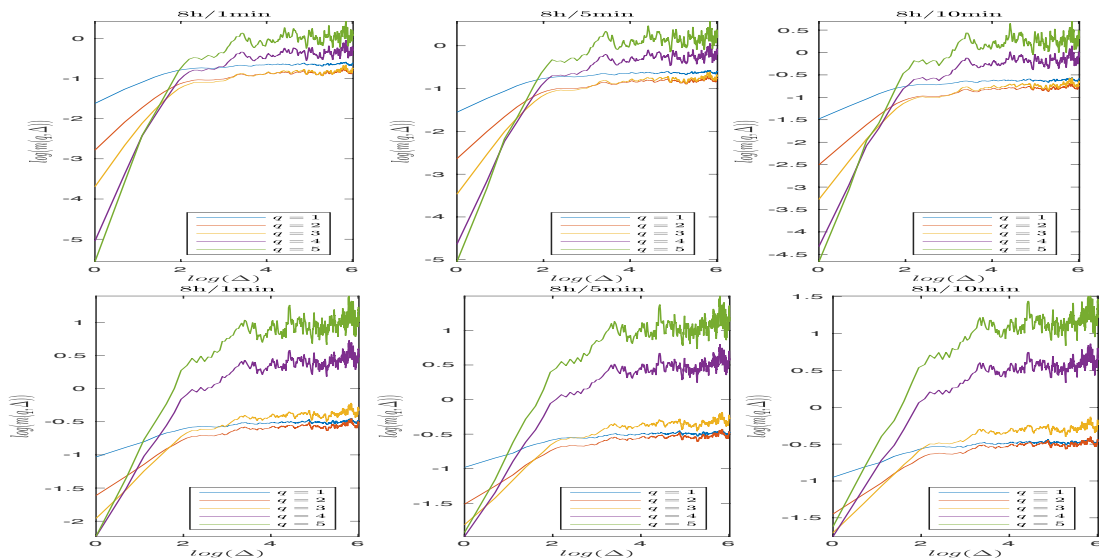 8h/1min
8h/5min
8h/10min
0
-1
-2
-3
-4
-5
log(m(q,Δ))
q = 1
q = 2
q = 3
q = 4
q = 5
0 2 4 6
log(Δ)
0
-1
-2
-3
-4
-5
log(m(q,Δ))
q = 1
q = 2
q = 3
q = 4
q = 5
0 2 4 6
log(Δ)
0.5
0
-0.5
-1
-1.5
-2
-2.5
-3
-3.5
-4
-4.5
log(m(q,Δ))
q = 1
q = 2
q = 3
q = 4
q = 5
0 2 4 6
log(Δ)
8h/1min
8h/5min
8h/10min
1
0.5
0
-0.5
-1
-1.5
-2
log(m(q,Δ))
q = 1
q = 2
q = 3
q = 4
q = 5
0 2 4 6
log(Δ)
1
0.5
0
-0.5
-1
-1.5
log(m(q,Δ))
q = 1
q = 2
q = 3
q = 4
q = 5
0 2 4 6
log(Δ)
1.5
1
0.5
0
-0.5
-1
-1.5
log(m(q,Δ))
q = 1
q = 2
q = 3
q = 4
q = 5
0 2 4 6
log(Δ)